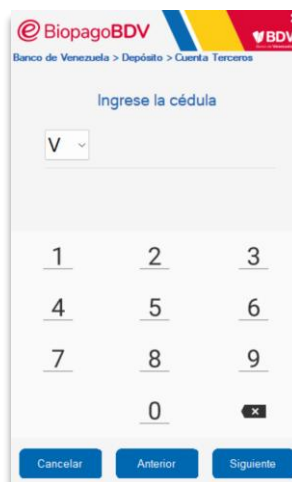 BiopagoBDV
BDV
Banco de Venezuela > Depósito > Cuenta Terceros
Ingrese la cédula
V
1 2 3
4 5 6
7 8 9
0
Cancelar Anterior Siguiente